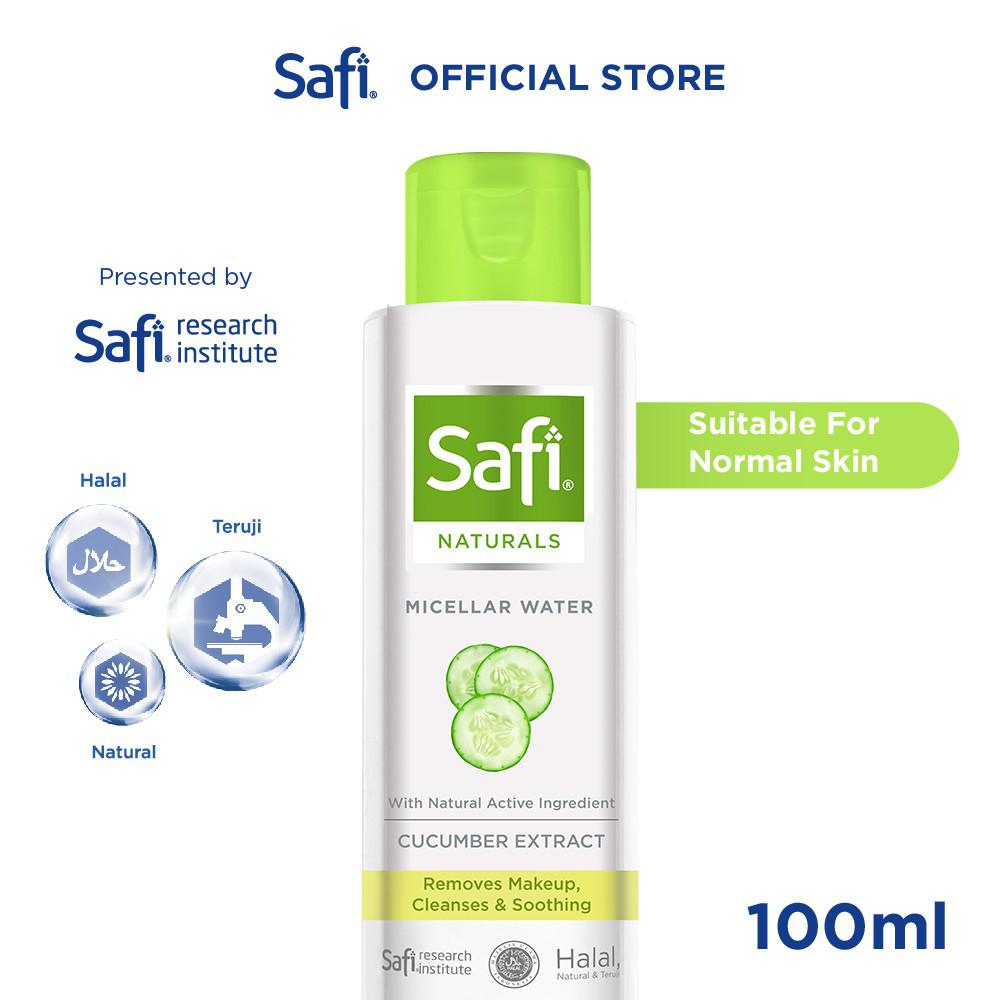 Safi® OFFICIAL STORE
Presented by
Safi® research
institute
Halal
حلال
Teruji
Natural
Safi®
NATURALS
MICELLAR WATER
With Natural Active Ingredient
CUCUMBER EXTRACT
Removes Makeup,
Cleanses & Soothing
Safi® research
institute
HALAL
Halal,
Natural & Teruji
Suitable For
Normal Skin
100ml